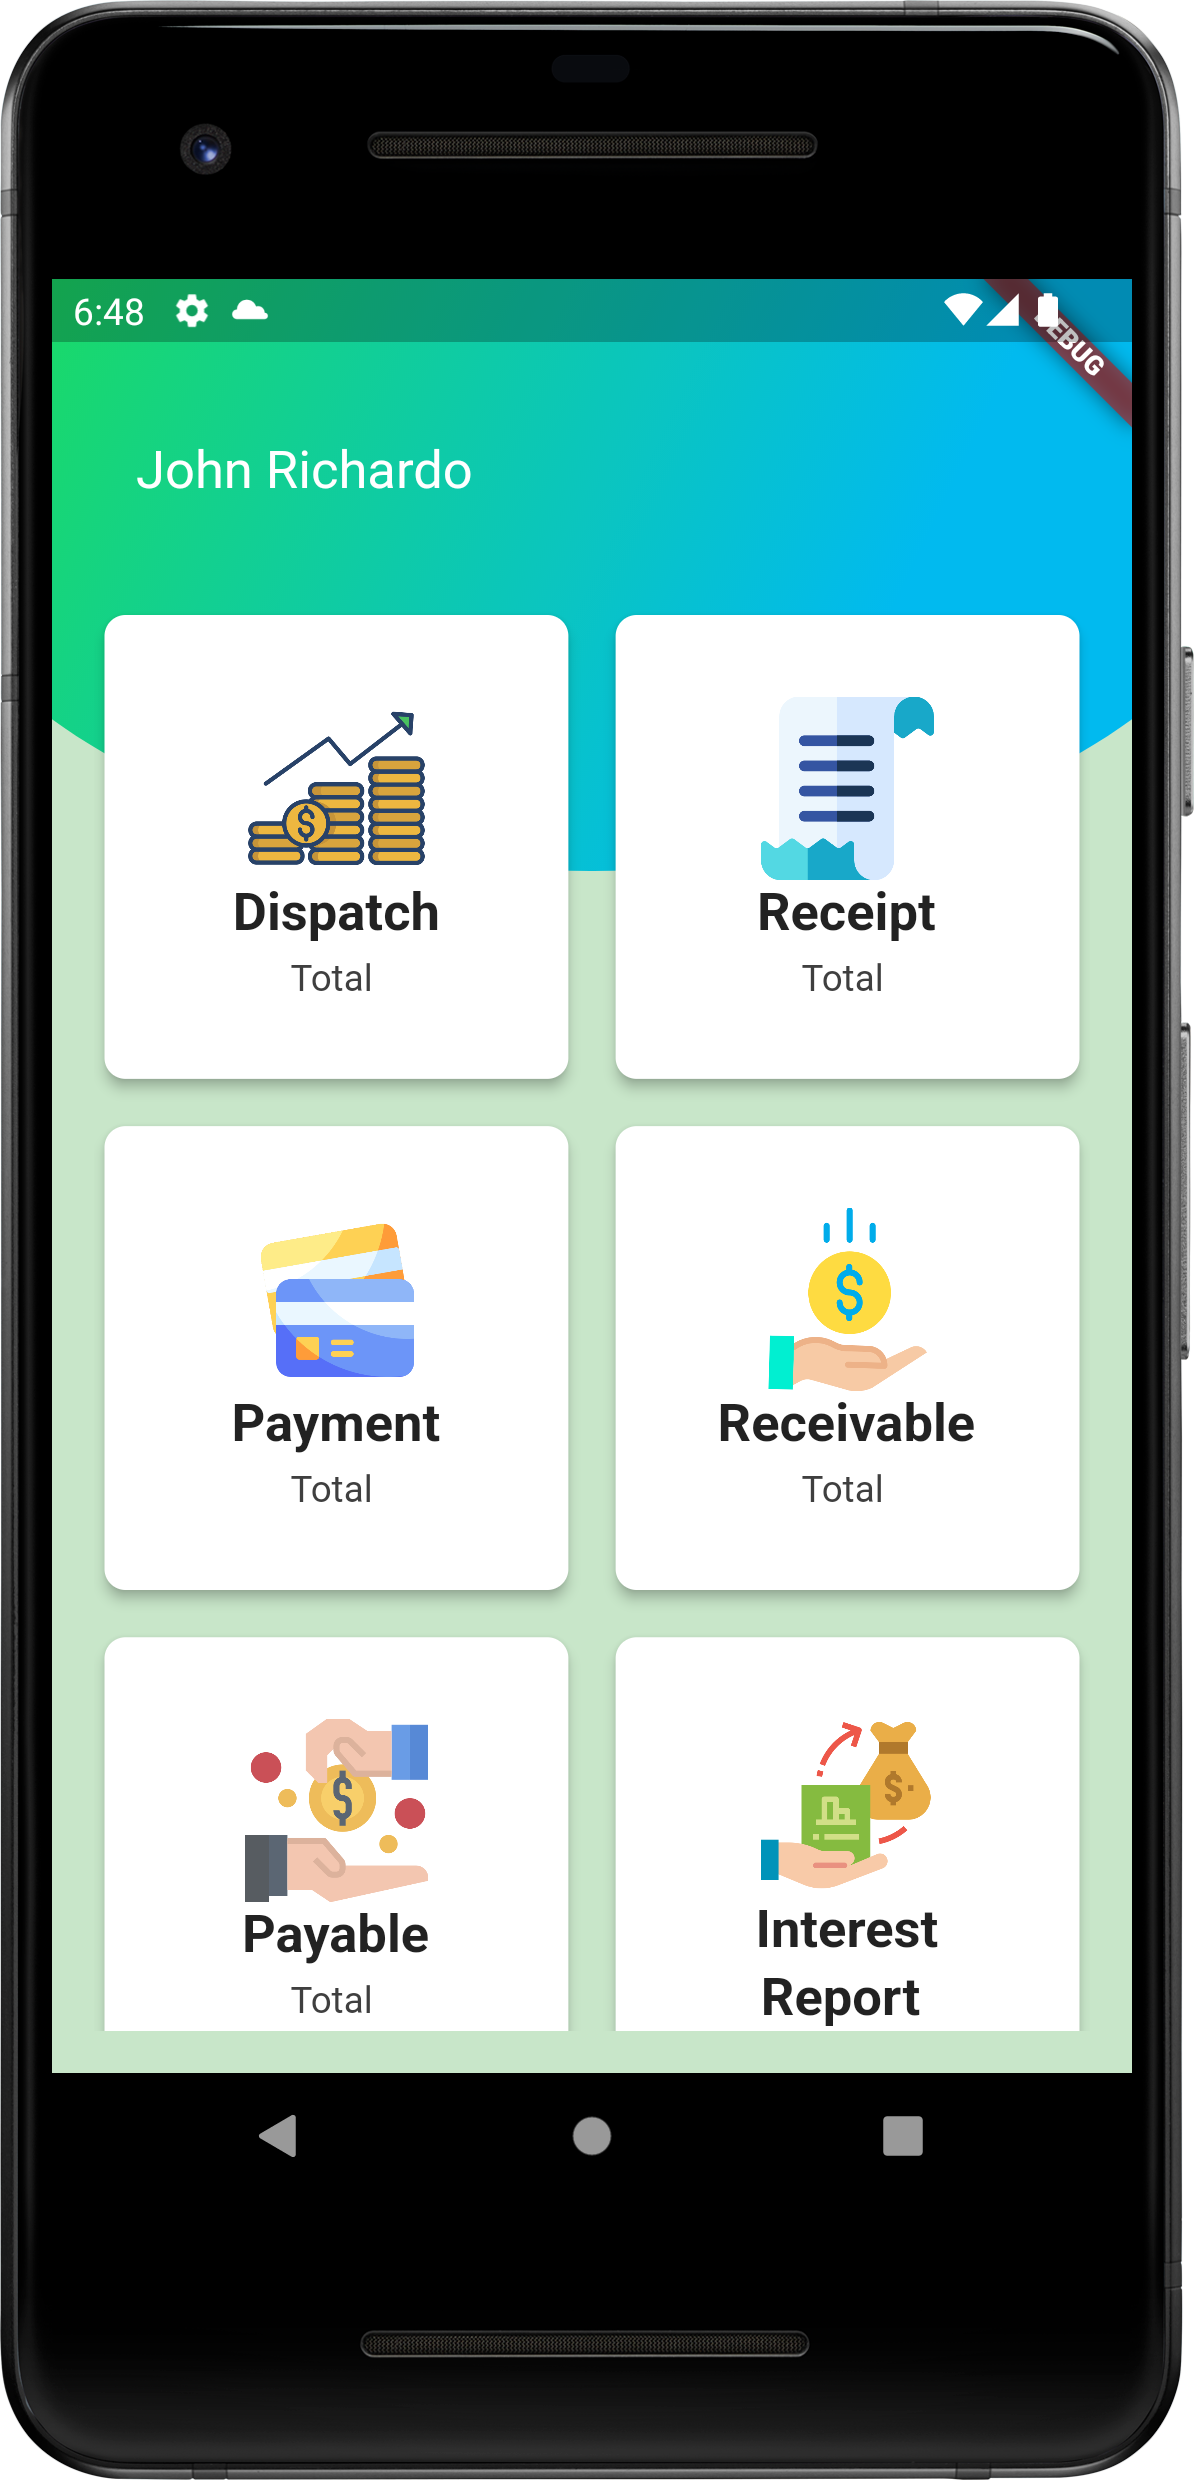 6:48
EBUG
John Richardo
$
Dispatch
Total
Receipt
Total
Payment
Total
$
Receivable
Total
$
Payable
Total
$
Interest
Report